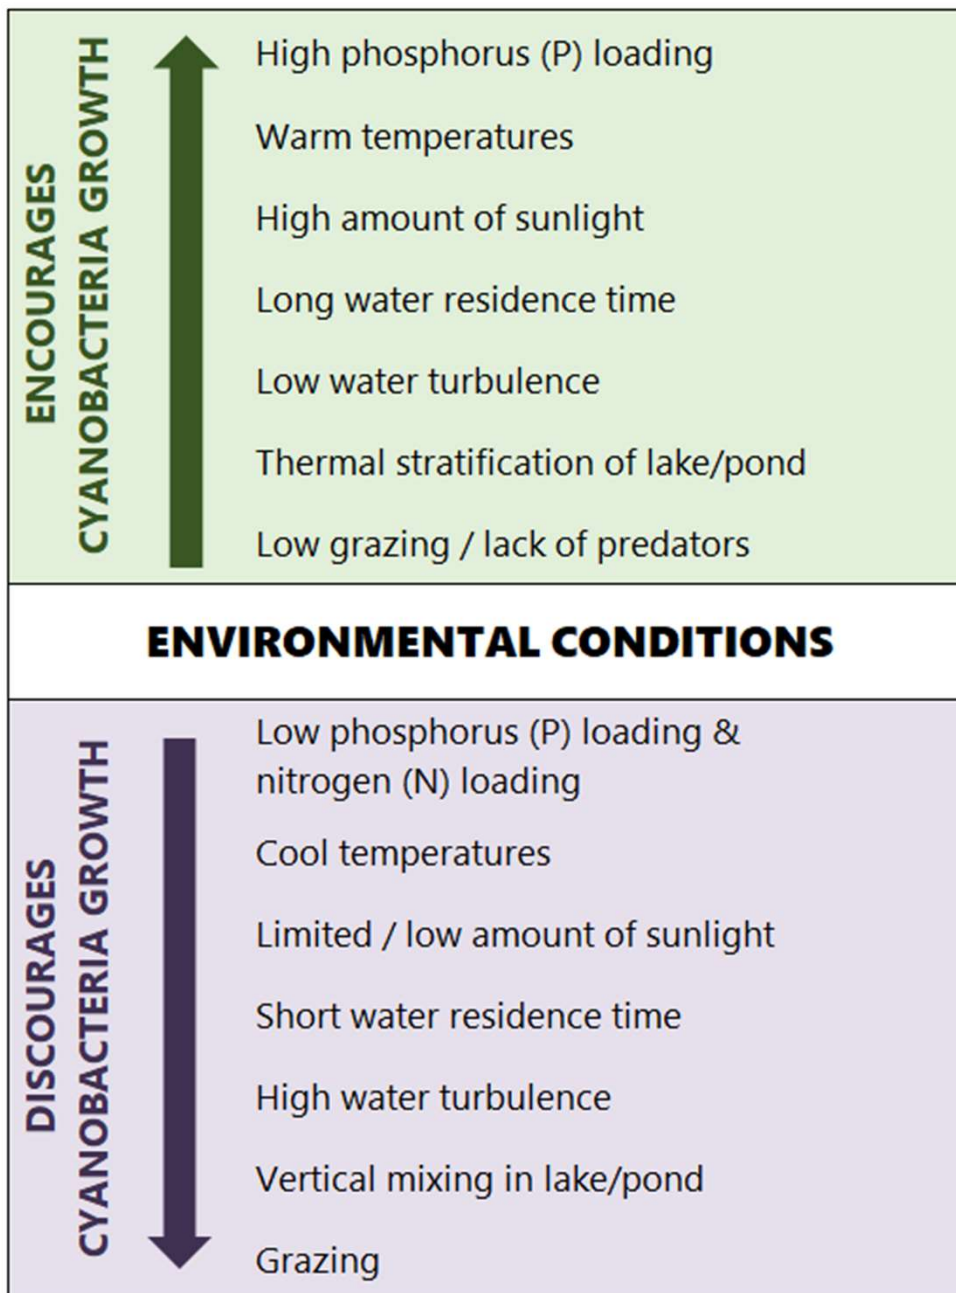 ENCOURAGES
CYANOBACTERIA GROWTH
High phosphorus (P) loading
Warm temperatures
High amount of sunlight
Long water residence time
Low water turbulence
Thermal stratification of lake/pond
Low grazing / lack of predators
ENVIRONMENTAL CONDITIONS
DISCOURAGES
CYANOBACTERIA GROWTH
Low phosphorus (P) loading &
nitrogen (N) loading
Cool temperatures
Limited / low amount of sunlight
Short water residence time
High water turbulence
Vertical mixing in lake/pond
Grazing